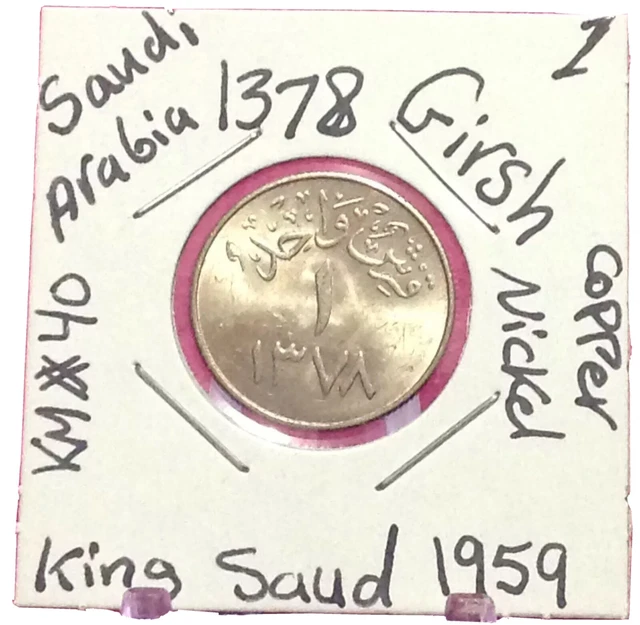 Saudi
Arabia
1378
Girsh
1
Copper
Nickel
KM#40
قرش واحد
١
١٣٧٨
King Saud 1959